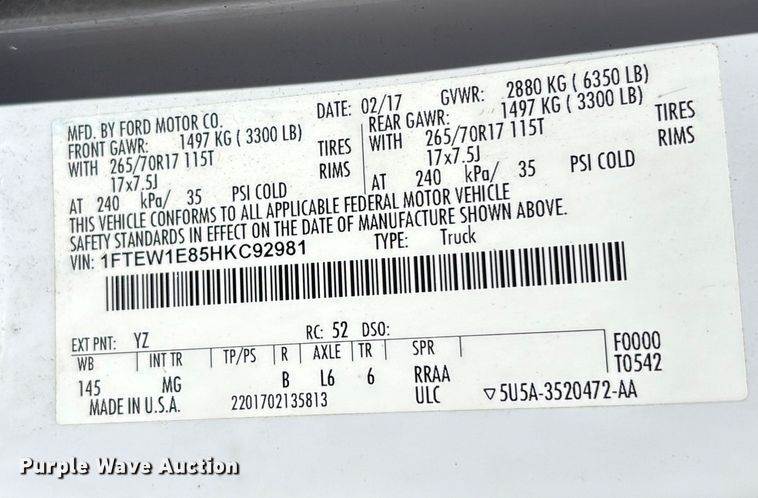 MFD. BY FORD MOTOR CO. DATE: 02/17 GVWR: 2880 KG ( 6350 LB)
FRONT GAWR: 1497 KG ( 3300 LB) REAR GAWR: 1497 KG ( 3300 LB)
WITH 265/70R17 115T TIRES WITH 265/70R17 115T TIRES
17x7.5J RIMS 17x7.5J RIMS
AT 240 kPa/ 35 PSI COLD AT 240 kPa/ 35 PSI COLD
THIS VEHICLE CONFORMS TO ALL APPLICABLE FEDERAL MOTOR VEHICLE
SAFETY STANDARDS IN EFFECT ON THE DATE OF MANUFACTURE SHOWN ABOVE.
VIN: 1FTEW1E85HKC92981 TYPE: Truck
EXT PNT: YZ RC: 52 DSO:
WB INT TR TP/PS R AXLE TR SPR F0000
145 MG B L6 6 RRAA T0542
MADE IN U.S.A. 2201702135813 ULC ▽5U5A-3520472-AA
Purple Wave Auction